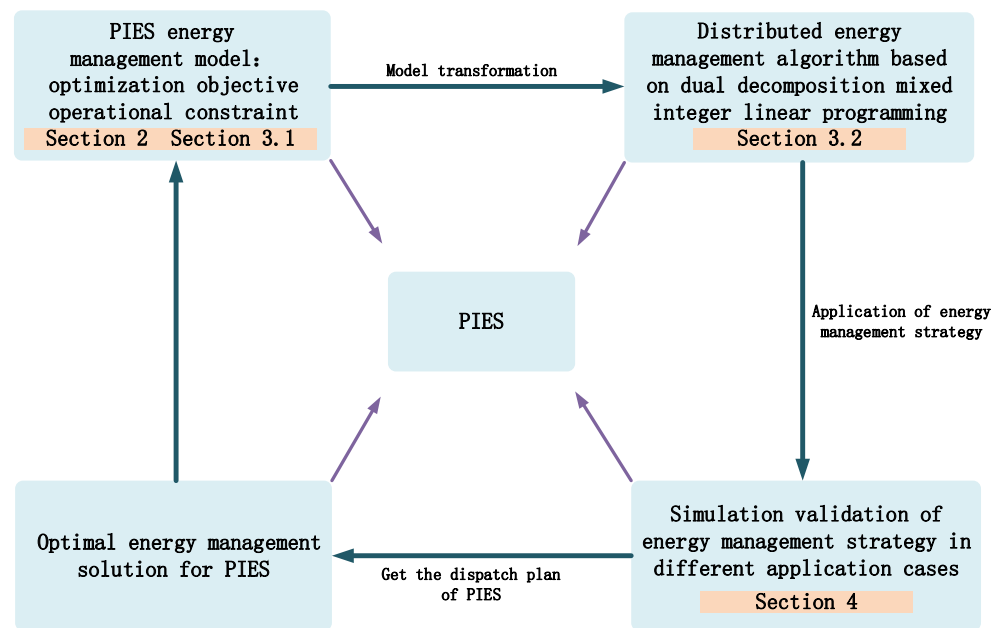 PIES energy
management model:
optimization objective
operational constraint
Section 2  Section 3.1
Model transformation
Distributed energy
management algorithm based
on dual decomposition mixed
integer linear programming
Section 3.2
PIES
Application of energy
management strategy
Optimal energy management
solution for PIES
Get the dispatch plan
of PIES
Simulation validation of
energy management strategy in
different application cases
Section 4